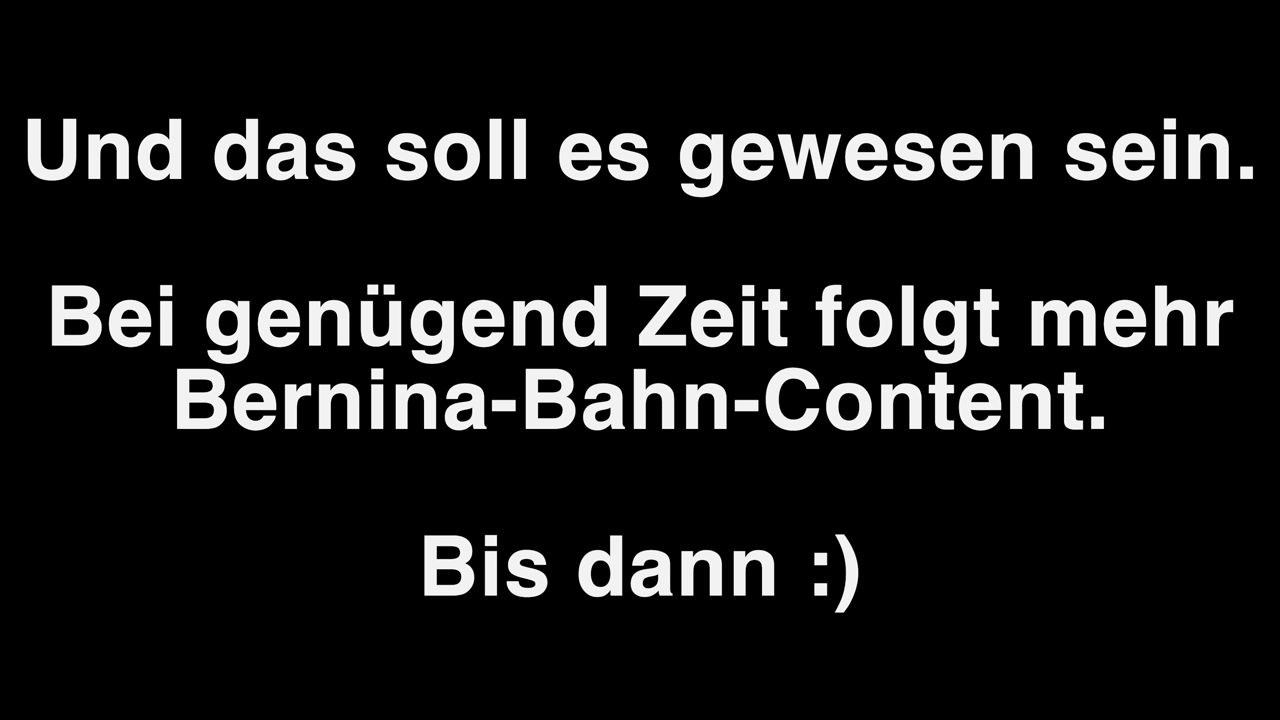 Und das soll es gewesen sein.
Bei genügend Zeit folgt mehr
Bernina-Bahn-Content.
Bis dann :)